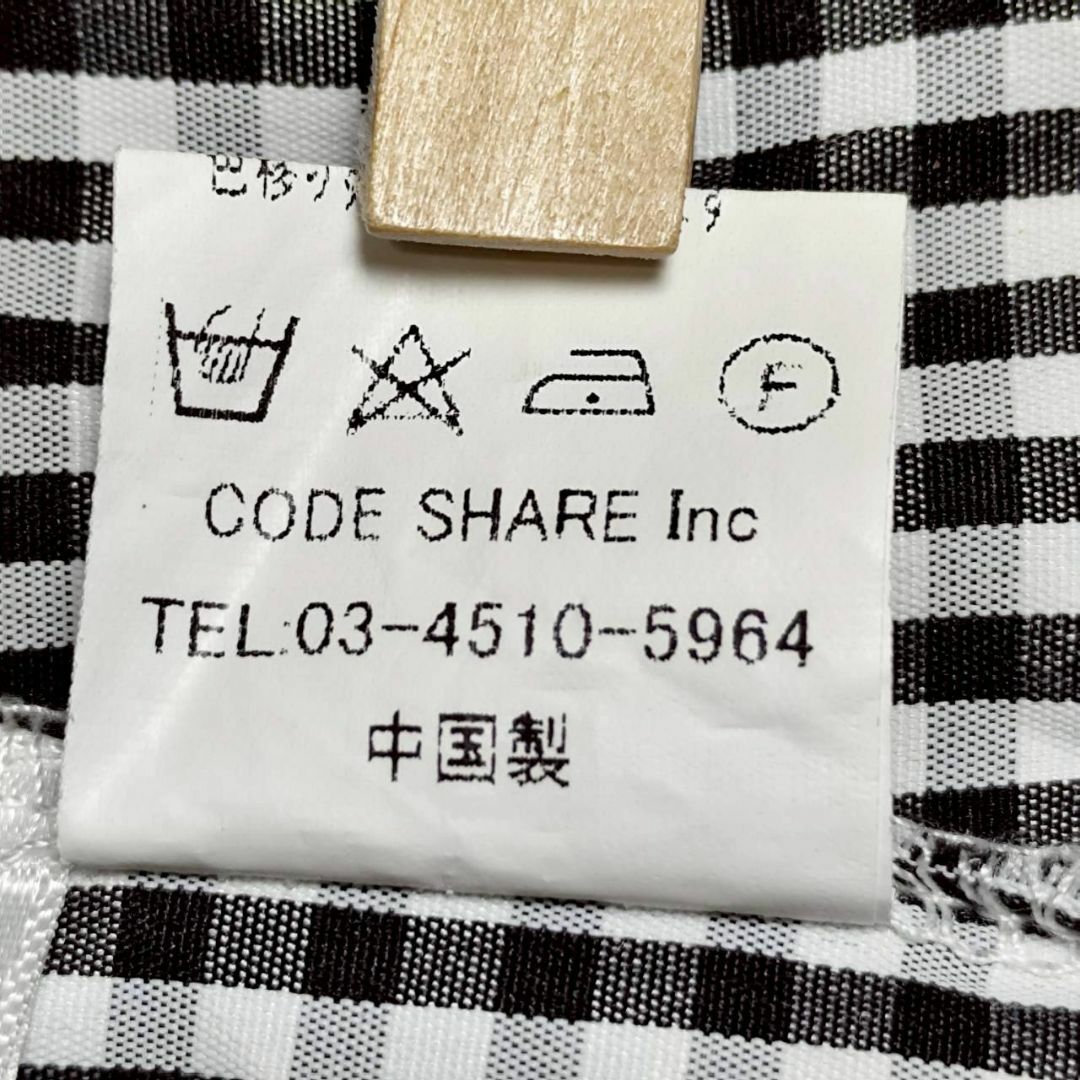 CODE SHARE Inc
TEL:03-4510-5964
中国製